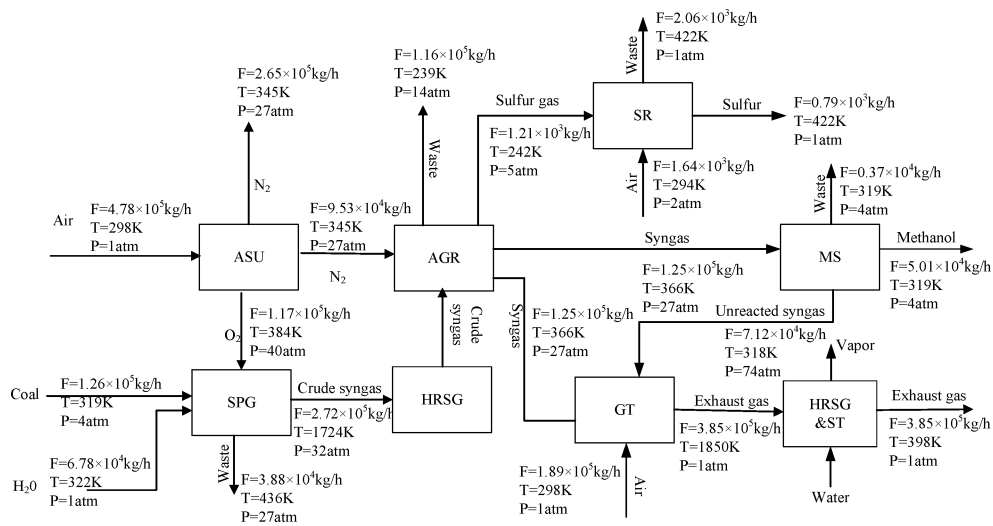 F=2.06×10³kg/h
T=422K
P=1atm
Waste
F=2.65×10⁵kg/h
T=345K
P=27atm
F=1.16×10⁵kg/h
T=239K
P=14atm
Sulfur gas
SR
Sulfur
F=0.79×10³kg/h
T=422K
P=1atm
F=1.21×10³kg/h
T=242K
P=5atm
Waste
Air
F=1.64×10³kg/h
T=294K
P=2atm
Waste
F=0.37×10⁴kg/h
T=319K
P=4atm
N₂
Air
F=4.78×10⁵kg/h
T=298K
P=1atm
ASU
F=9.53×10⁴kg/h
T=345K
P=27atm
N₂
AGR
Syngas
MS
Methanol
F=5.01×10⁴kg/h
T=319K
P=4atm
F=1.25×10⁵kg/h
T=366K
P=27atm
Unreacted syngas
O₂
F=1.17×10⁵kg/h
T=384K
P=40atm
Crude
syngas
Syngas
F=1.25×10⁵kg/h
T=366K
P=27atm
F=7.12×10⁴kg/h
T=318K
P=74atm
Vapor
Coal
F=1.26×10⁵kg/h
T=319K
P=4atm
SPG
Crude syngas
F=2.72×10⁵kg/h
T=1724K
P=32atm
HRSG
GT
Exhaust gas
F=3.85×10⁵kg/h
T=1850K
P=1atm
HRSG
&ST
Exhaust gas
F=3.85×10⁵kg/h
T=398K
P=1atm
H₂0
F=6.78×10⁴kg/h
T=322K
P=1atm
Waste
F=3.88×10⁴kg/h
T=436K
P=27atm
F=1.89×10⁵kg/h
T=298K
P=1atm
Air
Water